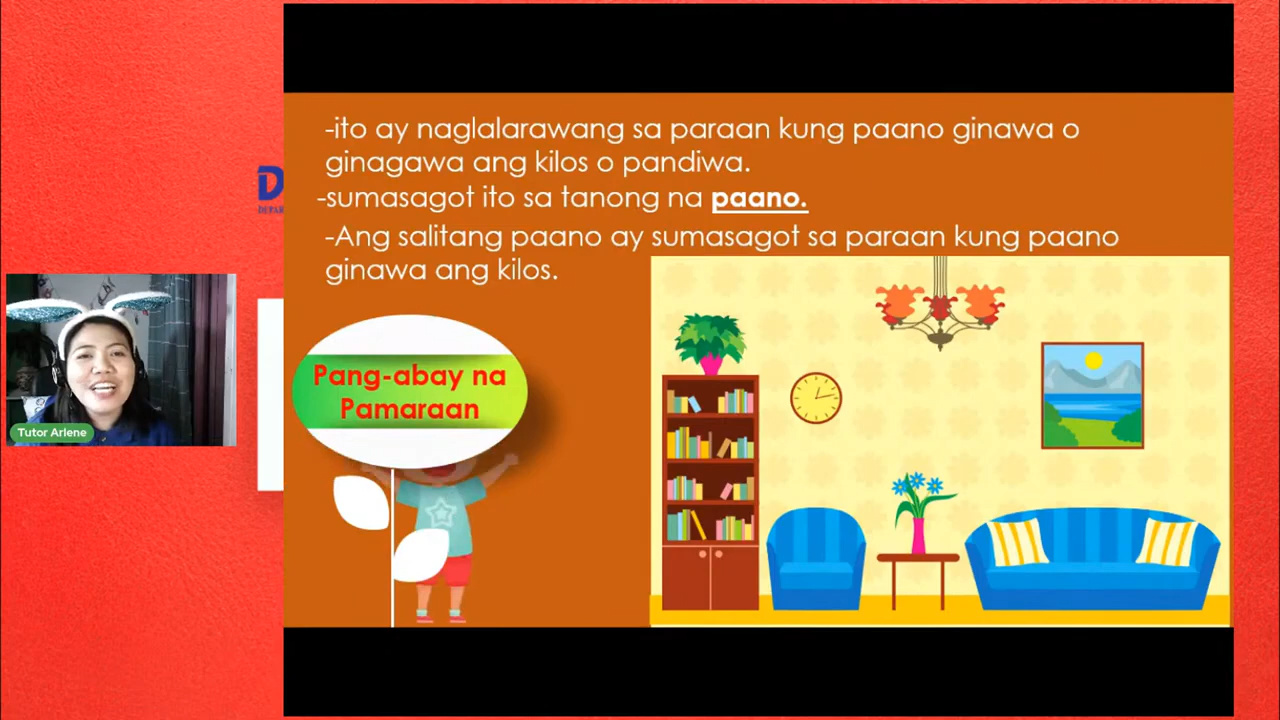 -ito ay naglalarawang sa paraan kung paano ginawa o
ginagawa ang kilos o pandiwa.
-sumasagot ito sa tanong na paano.
-Ang salitang paano ay sumasagot sa paraan kung paano
ginawa ang kilos.
Pang-abay na
Pamaraan
Tutor Arlene